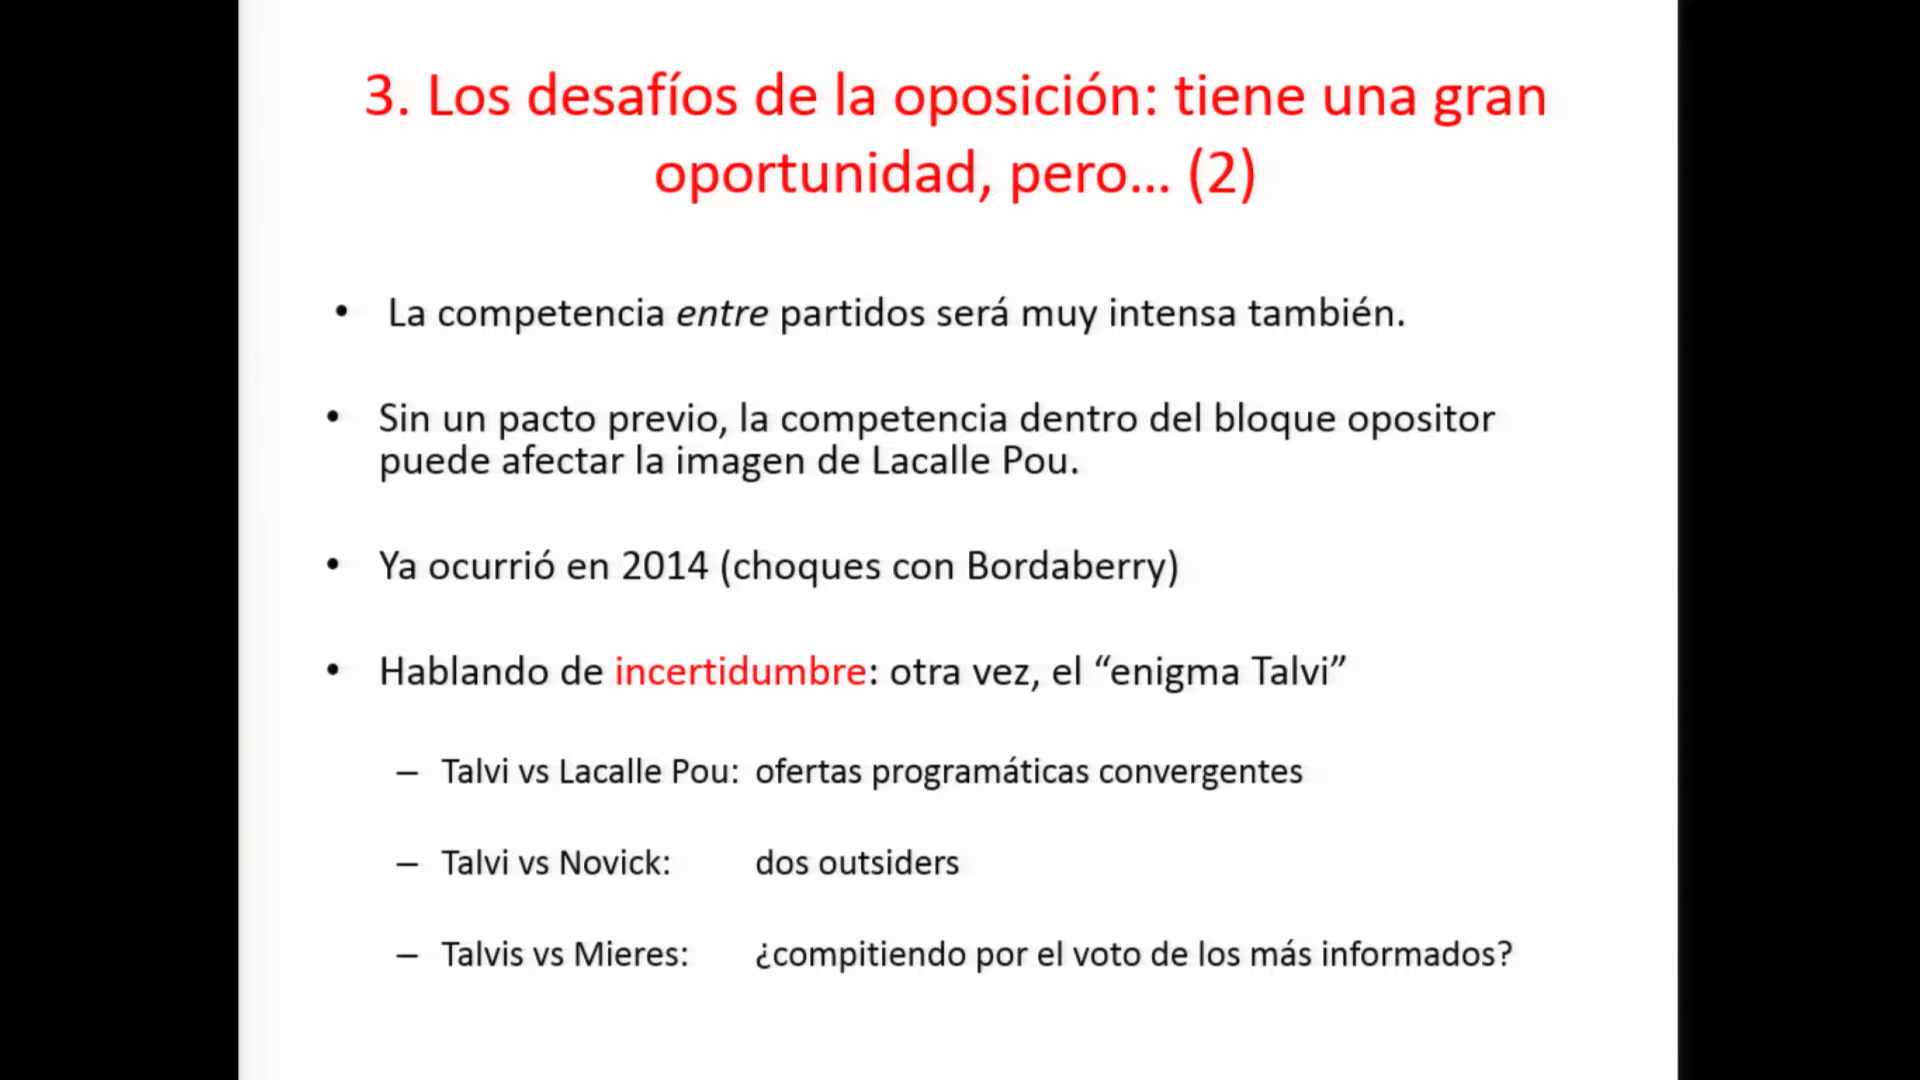 3. Los desafíos de la oposición: tiene una gran
oportunidad, pero... (2)
• La competencia entre partidos será muy intensa también.
• Sin un pacto previo, la competencia dentro del bloque opositor
puede afectar la imagen de Lacalle Pou.
• Ya ocurrió en 2014 (choques con Bordaberry)
• Hablando de incertidumbre: otra vez, el “enigma Talvi”
– Talvi vs Lacalle Pou: ofertas programáticas convergentes
– Talvi vs Novick: dos outsiders
– Talvis vs Mieres: ¿compitiendo por el voto de los más informados?